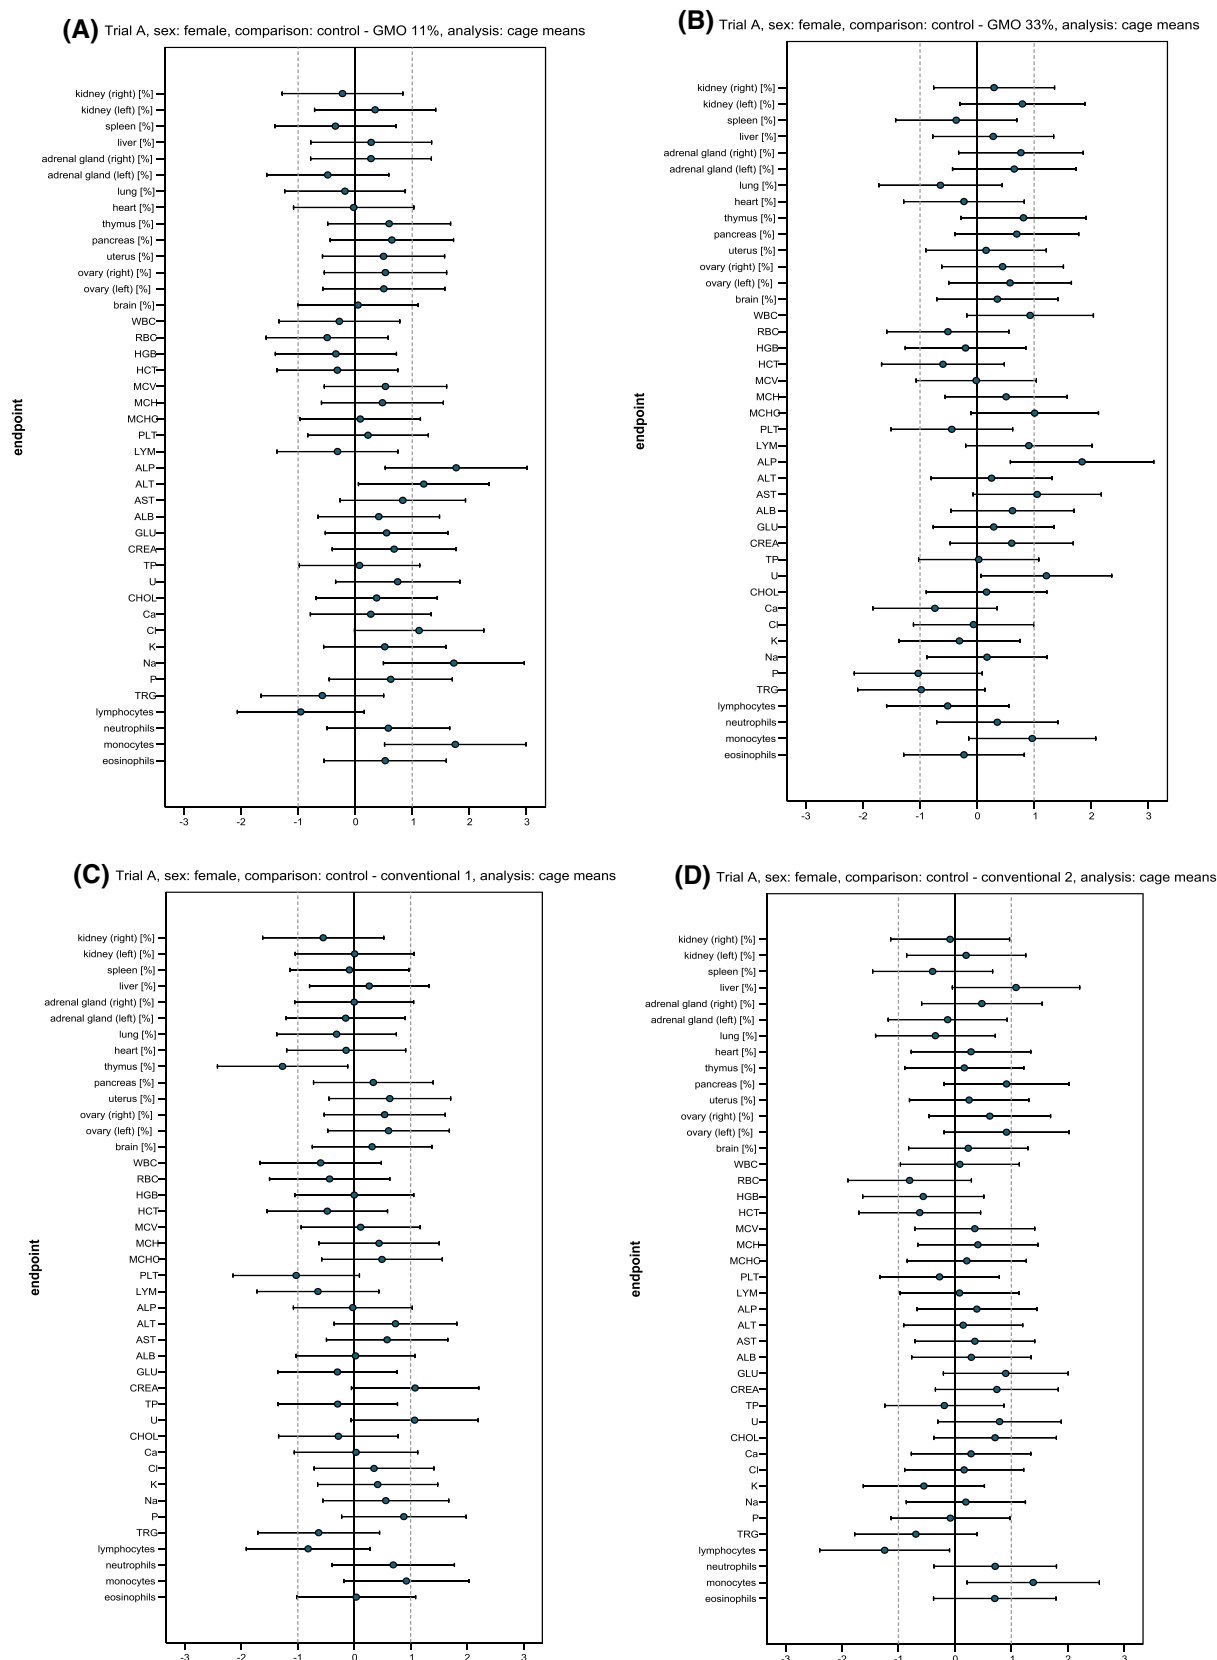 (A) Trial A, sex: female, comparison: control - GMO 11%, analysis: cage means
kidney (right) [%]
kidney (left) [%]
spleen [%]
liver [%]
adrenal gland (right) [%]
adrenal gland (left) [%]
lung [%]
heart [%]
thymus [%]
pancreas [%]
uterus [%]
ovary (right) [%]
ovary (left) [%]
brain [%]
WBC
RBC
HGB
HCT
MCV
MCH
MCHC
PLT
LYM
ALP
ALT
AST
ALB
GLU
CREA
TP
U
CHOL
Ca
Cl
K
Na
P
TRG
lymphocytes
neutrophils
monocytes
eosinophils
endpoint
-3 -2 -1 0 1 2 3
(B) Trial A, sex: female, comparison: control - GMO 33%, analysis: cage means
kidney (right) [%]
kidney (left) [%]
spleen [%]
liver [%]
adrenal gland (right) [%]
adrenal gland (left) [%]
lung [%]
heart [%]
thymus [%]
pancreas [%]
uterus [%]
ovary (right) [%]
ovary (left) [%]
brain [%]
WBC
RBC
HGB
HCT
MCV
MCH
MCHC
PLT
LYM
ALP
ALT
AST
ALB
GLU
CREA
TP
U
CHOL
Ca
Cl
K
Na
P
TRG
lymphocytes
neutrophils
monocytes
eosinophils
endpoint
-3 -2 -1 0 1 2 3
(C) Trial A, sex: female, comparison: control - conventional 1, analysis: cage means
kidney (right) [%]
kidney (left) [%]
spleen [%]
liver [%]
adrenal gland (right) [%]
adrenal gland (left) [%]
lung [%]
heart [%]
thymus [%]
pancreas [%]
uterus [%]
ovary (right) [%]
ovary (left) [%]
brain [%]
WBC
RBC
HGB
HCT
MCV
MCH
MCHC
PLT
LYM
ALP
ALT
AST
ALB
GLU
CREA
TP
U
CHOL
Ca
Cl
K
Na
P
TRG
lymphocytes
neutrophils
monocytes
eosinophils
endpoint
-3 -2 -1 0 1 2 3
(D) Trial A, sex: female, comparison: control - conventional 2, analysis: cage means
kidney (right) [%]
kidney (left) [%]
spleen [%]
liver [%]
adrenal gland (right) [%]
adrenal gland (left) [%]
lung [%]
heart [%]
thymus [%]
pancreas [%]
uterus [%]
ovary (right) [%]
ovary (left) [%]
brain [%]
WBC
RBC
HGB
HCT
MCV
MCH
MCHC
PLT
LYM
ALP
ALT
AST
ALB
GLU
CREA
TP
U
CHOL
Ca
Cl
K
Na
P
TRG
lymphocytes
neutrophils
monocytes
eosinophils
endpoint
-3 -2 -1 0 1 2 3